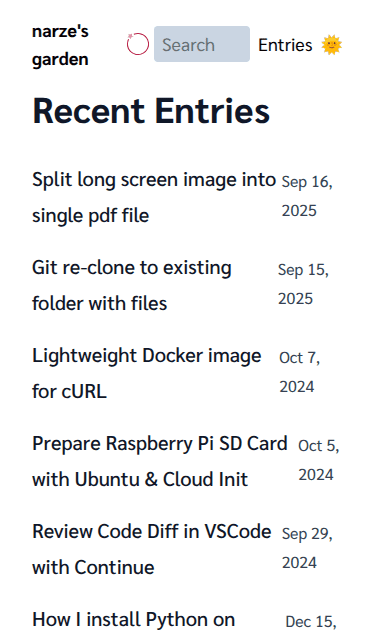 narze's
garden
Search
Entries
Recent Entries
Split long screen image into Sep 16,
single pdf file 2025
Git re-clone to existing Sep 15,
folder with files 2025
Lightweight Docker image Oct 7,
for cURL 2024
Prepare Raspberry Pi SD Card Oct 5,
with Ubuntu & Cloud Init 2024
Review Code Diff in VSCode Sep 29,
with Continue 2024
How I install Python on Dec 15,